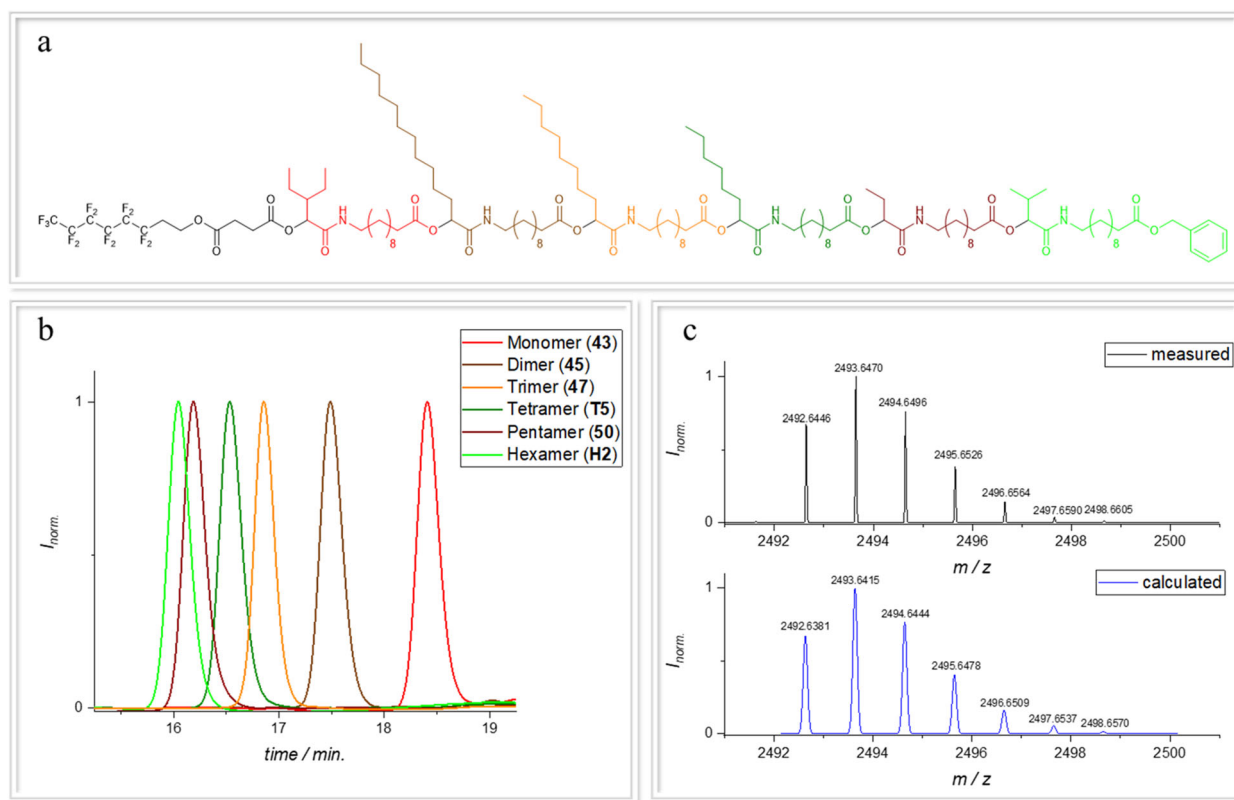 a
F₂ F₂ F₂
F₃C
F₂ F₂ F₂
O O O O
O
H N O
O O
8
H N O
O O
8
H N O
O O
8
H N O
O O
8
H N O
O O
8
H N O
O
8
b
Monomer (43)
Dimer (45)
Trimer (47)
Tetramer (T5)
Pentamer (50)
Hexamer (H2)
1
0
I norm.
16 17 18 19
time / min.
c
measured
1
0
I norm.
2492.6446
2493.6470
2494.6496
2495.6526
2496.6564
2497.6590
2498.6605
2492 2494 2496 2498 2500
m / z
calculated
1
0
I norm.
2492.6381
2493.6415
2494.6444
2495.6478
2496.6509
2497.6537
2498.6570
2492 2494 2496 2498 2500
m / z